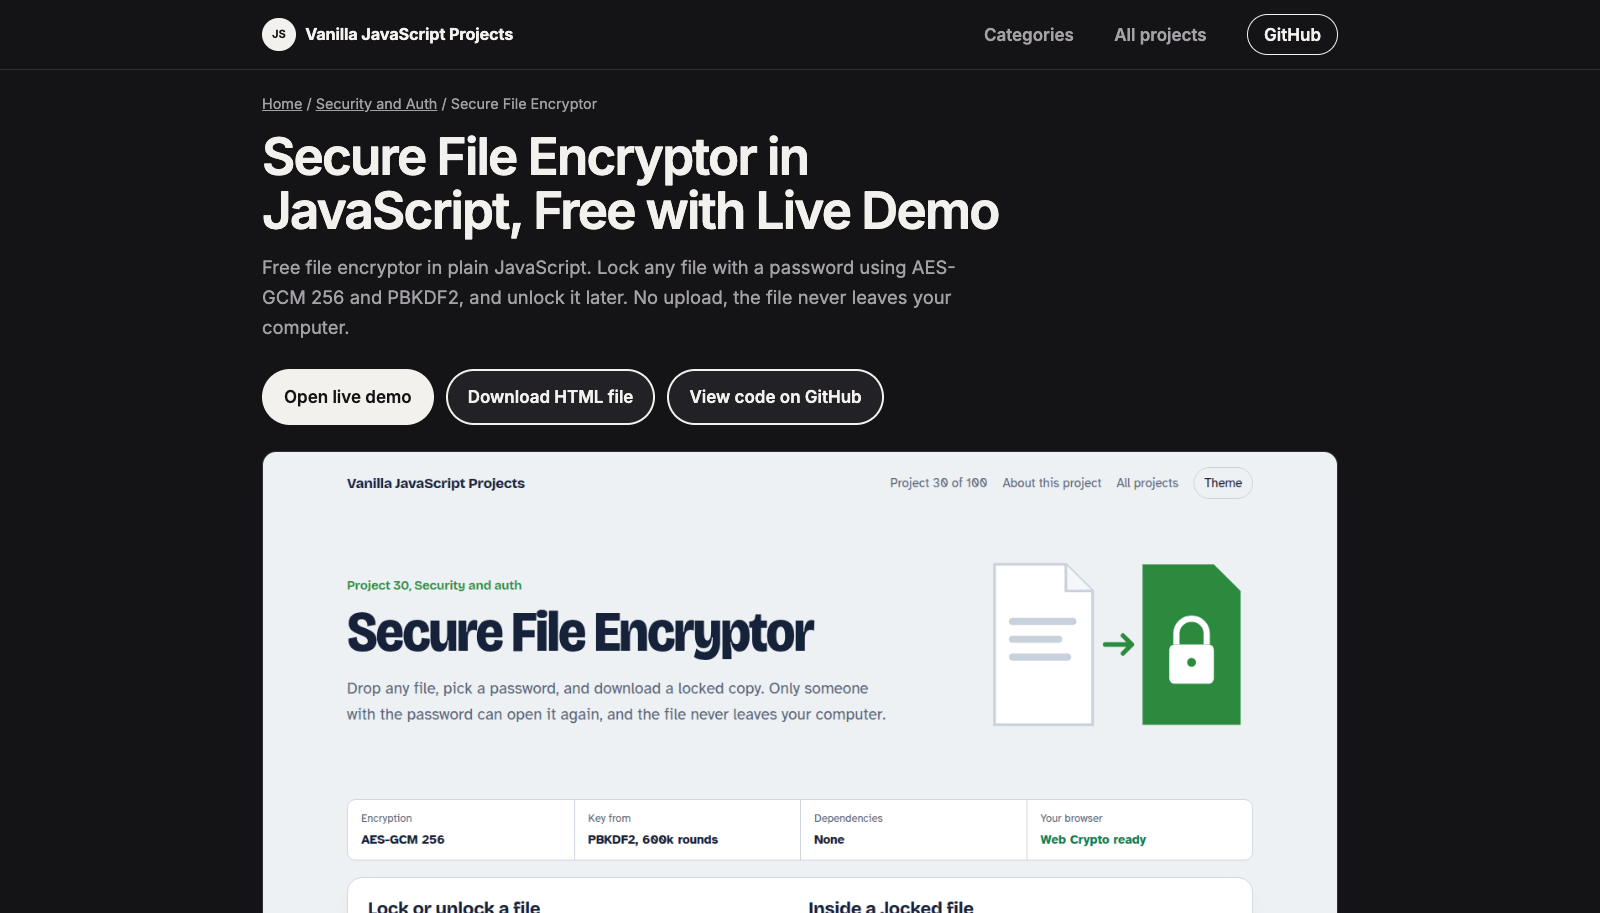 JS Vanilla JavaScript Projects
Categories All projects GitHub
Home / Security and Auth / Secure File Encryptor
Secure File Encryptor in
JavaScript, Free with Live Demo
Free file encryptor in plain JavaScript. Lock any file with a password using AES-
GCM 256 and PBKDF2, and unlock it later. No upload, the file never leaves your
computer.
Open live demo Download HTML file View code on GitHub
Vanilla JavaScript Projects
Project 30 of 100 About this project All projects Theme
Project 30, Security and auth
Secure File Encryptor
Drop any file, pick a password, and download a locked copy. Only someone
with the password can open it again, and the file never leaves your computer.
Encryption
AES-GCM 256
Key from
PBKDF2, 600k rounds
Dependencies
None
Your browser
Web Crypto ready
Lock or unlock a file
Inside a locked file